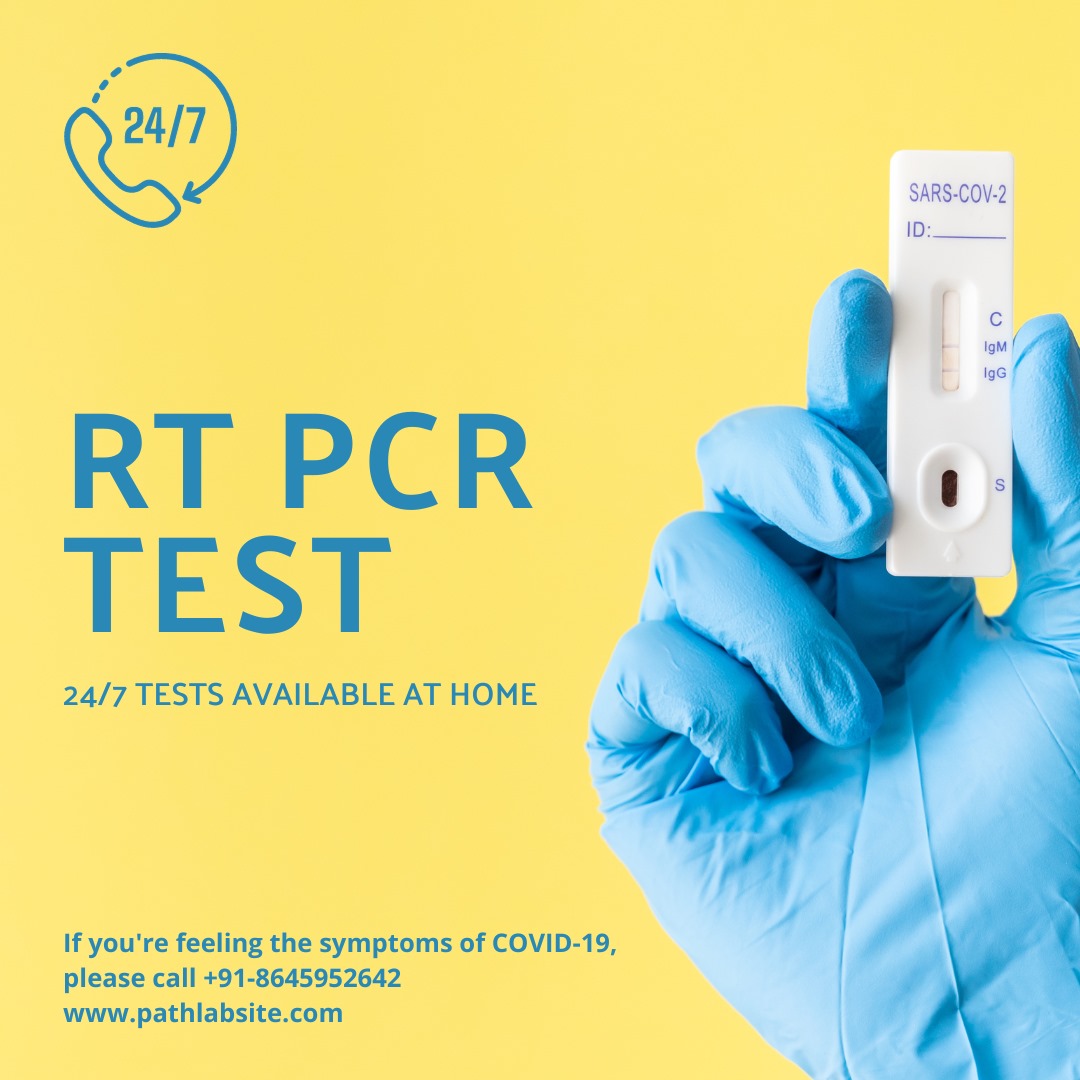 24/7
SARS-COV-2
ID:
C
IgM
IgG
S
RT PCR
TEST
24/7 TESTS AVAILABLE AT HOME
If you're feeling the symptoms of COVID-19,
please call +91-8645952642
www.pathlabsite.com